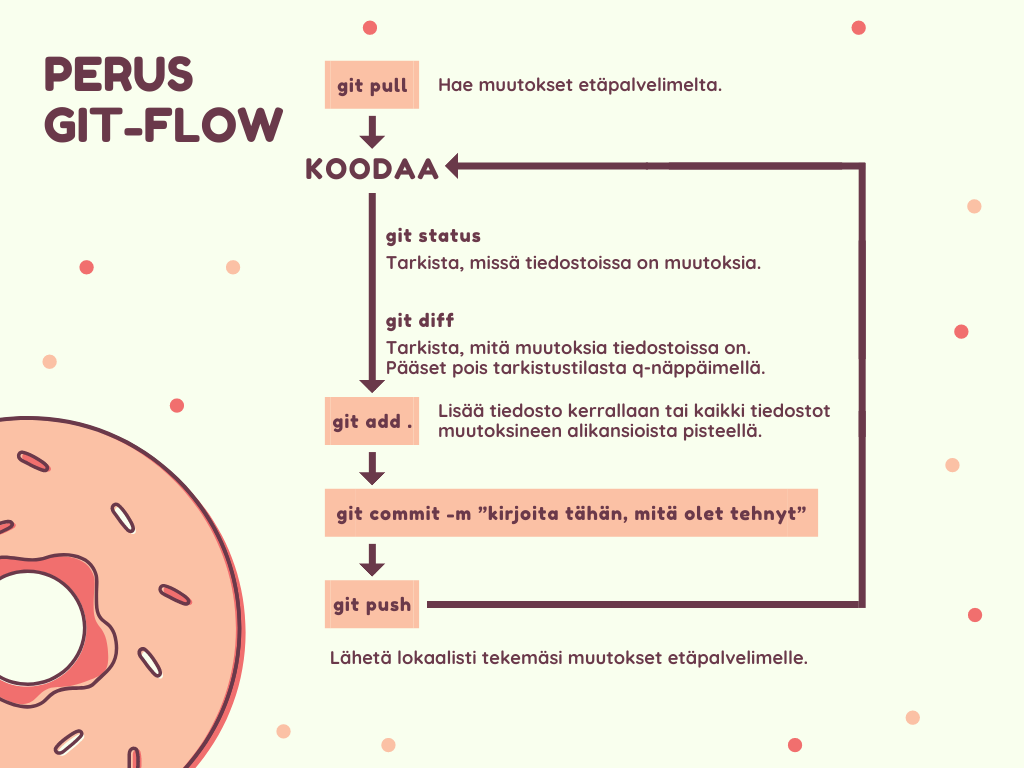 PERUS
GIT-FLOW
git pull
Hae muutokset etäpalvelimelta.
KOODAA
git status
Tarkista, missä tiedostoissa on muutoksia.
git diff
Tarkista, mitä muutoksia tiedostoissa on.
Pääset pois tarkistustilasta q-näppäimellä.
git add .
Lisää tiedosto kerrallaan tai kaikki tiedostot
muutoksineen alikansioista pisteellä.
git commit -m ”kirjoita tähän, mitä olet tehnyt”
git push
Lähetä lokaalisti tekemäsi muutokset etäpalvelimelle.